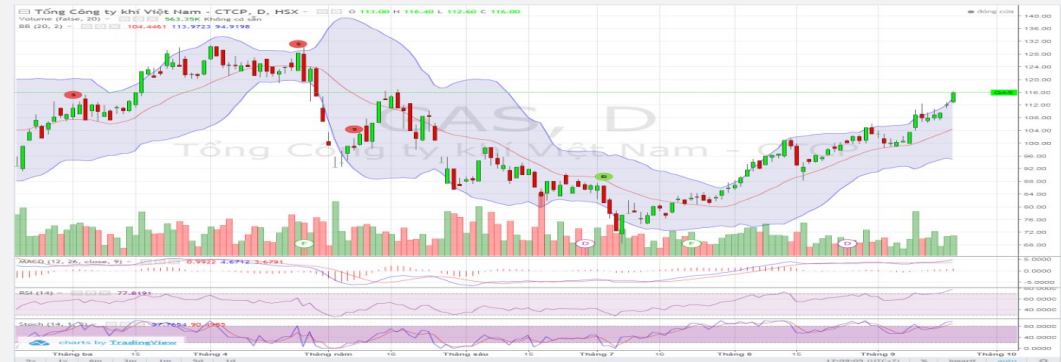 Tổng Công ty khí Việt Nam - CTCP, D, HSX O 113.00 H 116.40 L 112.60 C 116.00
đóng cửa
Volume (false, 20) 563.35K Không có sẵn
BB (20, 2) 104.4461 113.9723 94.9198
140.00
136.00
132.00
128.00
124.00
120.00
116.00
GAS
112.00
108.00
104.00
100.00
96.00
92.00
88.00
84.00
80.00
76.00
72.00
68.00
GAS, D
Tổng Công ty khí Việt Nam - CTCP
MACD (12, 26, close, 9) 0.9922 4.6712 3.6791
5.0000
0.0000
-5.0000
RSI (14) 77.8191
80.0000
60.0000
40.0000
Stoch (14, 80.0000
40.0000
0.0000
charts by TradingView
Tháng ba 15 Tháng 4 Tháng năm 16 Tháng sáu 15 Tháng 7 16 Tháng 8 15 Tháng 9 Tháng 10